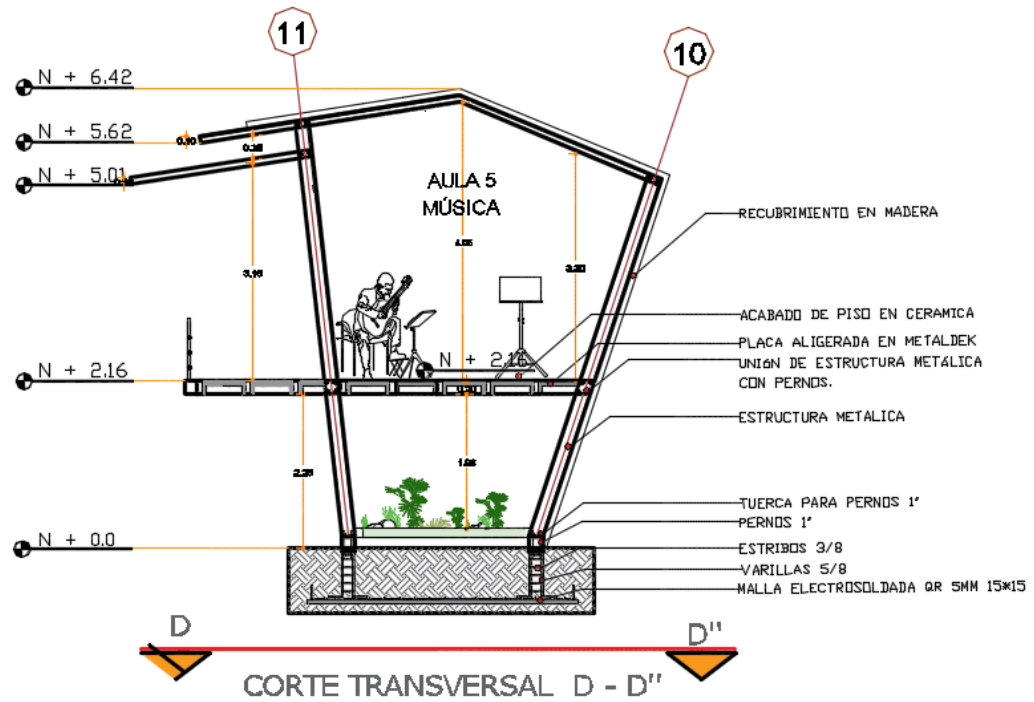 11
10
N + 6.42
N + 5.62
N + 5.01
AULA 5
MÚSICA
RECUBRIMIENTO EN MADERA
ACABADO DE PISO EN CERAMICA
N + 2.16
PLACA ALIGERADA EN METALDEK
N + 2.16
UNIóN DE ESTRUCTURA METáLICA
CON PERNOS.
ESTRUCTURA METALICA
TUERCA PARA PERNOS 1"
PERNOS 1"
N + 0.0
ESTRIBOS 3/8
VARILLAS 5/8
MALLA ELECTROSOLDADA QR 5MM 15*15
D
D"
CORTE TRANSVERSAL D - D"